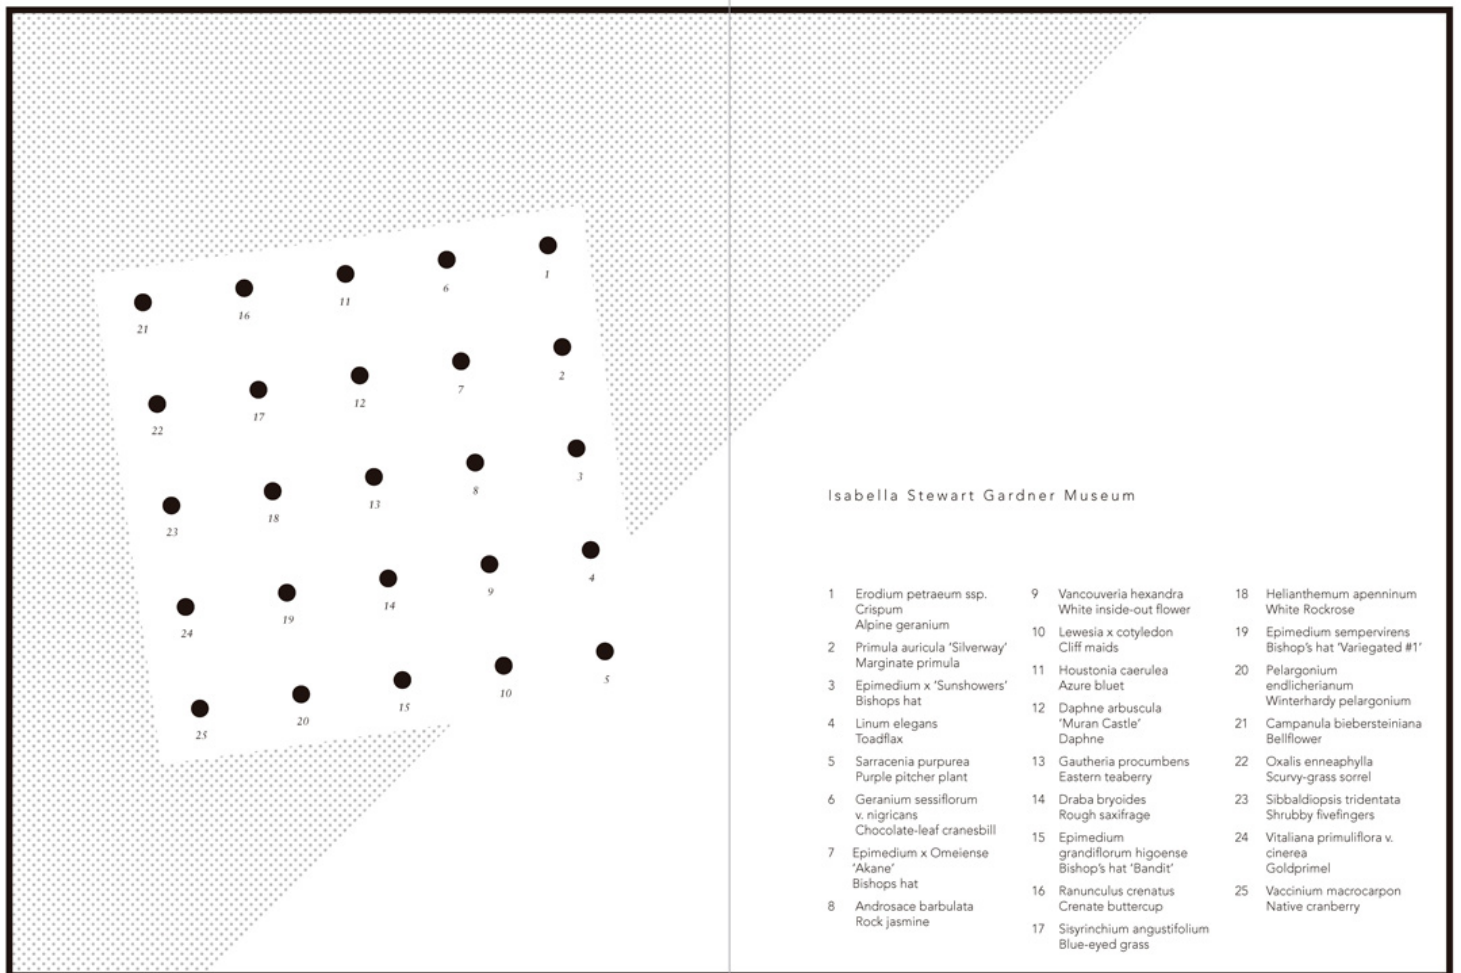 1
6
11
16
21
2
7
12
17
22
3
8
13
18
23
4
9
14
19
24
5
10
15
20
25
Isabella Stewart Gardner Museum
1 Erodium petraeum ssp.
Crispum
Alpine geranium
2 Primula auricula ‘Silverway’
Marginate primula
3 Epimedium x ‘Sunshowers’
Bishops hat
4 Linum elegans
Toadflax
5 Sarracenia purpurea
Purple pitcher plant
6 Geranium sessiflorum
v. nigricans
Chocolate-leaf cranesbill
7 Epimedium x Omeiense
‘Akane’
Bishops hat
8 Androsace barbulata
Rock jasmine
9 Vancouveria hexandra
White inside-out flower
10 Lewesia x cotyledon
Cliff maids
11 Houstonia caerulea
Azure bluet
12 Daphne arbuscula
‘Muran Castle’
Daphne
13 Gautheria procumbens
Eastern teaberry
14 Draba bryoides
Rough saxifrage
15 Epimedium
grandiflorum higoense
Bishop’s hat ‘Bandit’
16 Ranunculus crenatus
Crenate buttercup
17 Sisyrinchium angustifolium
Blue-eyed grass
18 Helianthemum apenninum
White Rockrose
19 Epimedium sempervirens
Bishop’s hat ‘Variegated #1’
20 Pelargonium
endlicherianum
Winterhardy pelargonium
21 Campanula biebersteiniana
Bellflower
22 Oxalis enneaphylla
Scurvy-grass sorrel
23 Sibbaldiopsis tridentata
Shrubby fivefingers
24 Vitaliana primuliflora v.
cinerea
Goldprimel
25 Vaccinium macrocarpon
Native cranberry